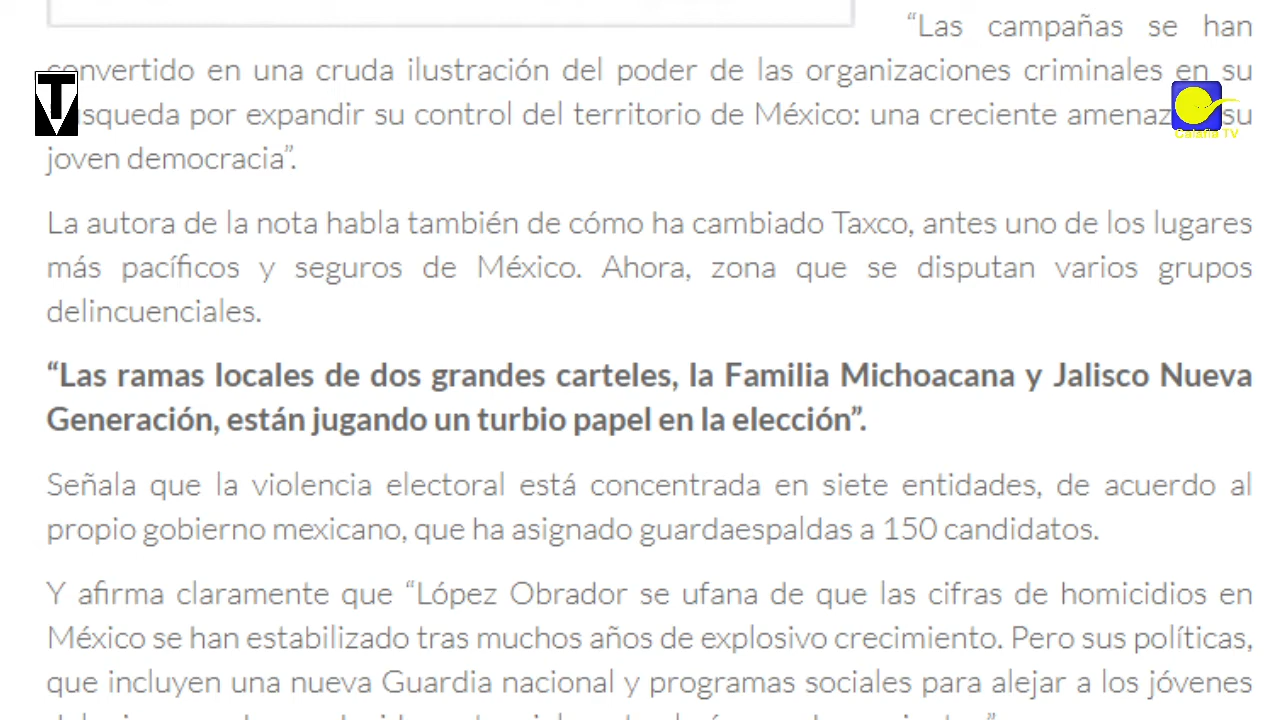 “Las campañas se han
convertido en una cruda ilustración del poder de las organizaciones criminales en su
búsqueda por expandir su control del territorio de México: una creciente amenaza su
joven democracia”.
La autora de la nota habla también de cómo ha cambiado Taxco, antes uno de los lugares
más pacíficos y seguros de México. Ahora, zona que se disputan varios grupos
delincuenciales.
“Las ramas locales de dos grandes carteles, la Familia Michoacana y Jalisco Nueva
Generación, están jugando un turbio papel en la elección”.
Señala que la violencia electoral está concentrada en siete entidades, de acuerdo al
propio gobierno mexicano, que ha asignado guardaespaldas a 150 candidatos.
Y afirma claramente que “López Obrador se ufana de que las cifras de homicidios en
México se han estabilizado tras muchos años de explosivo crecimiento. Pero sus políticas,
que incluyen una nueva Guardia nacional y programas sociales para alejar a los jóvenes
T
Calafia TV